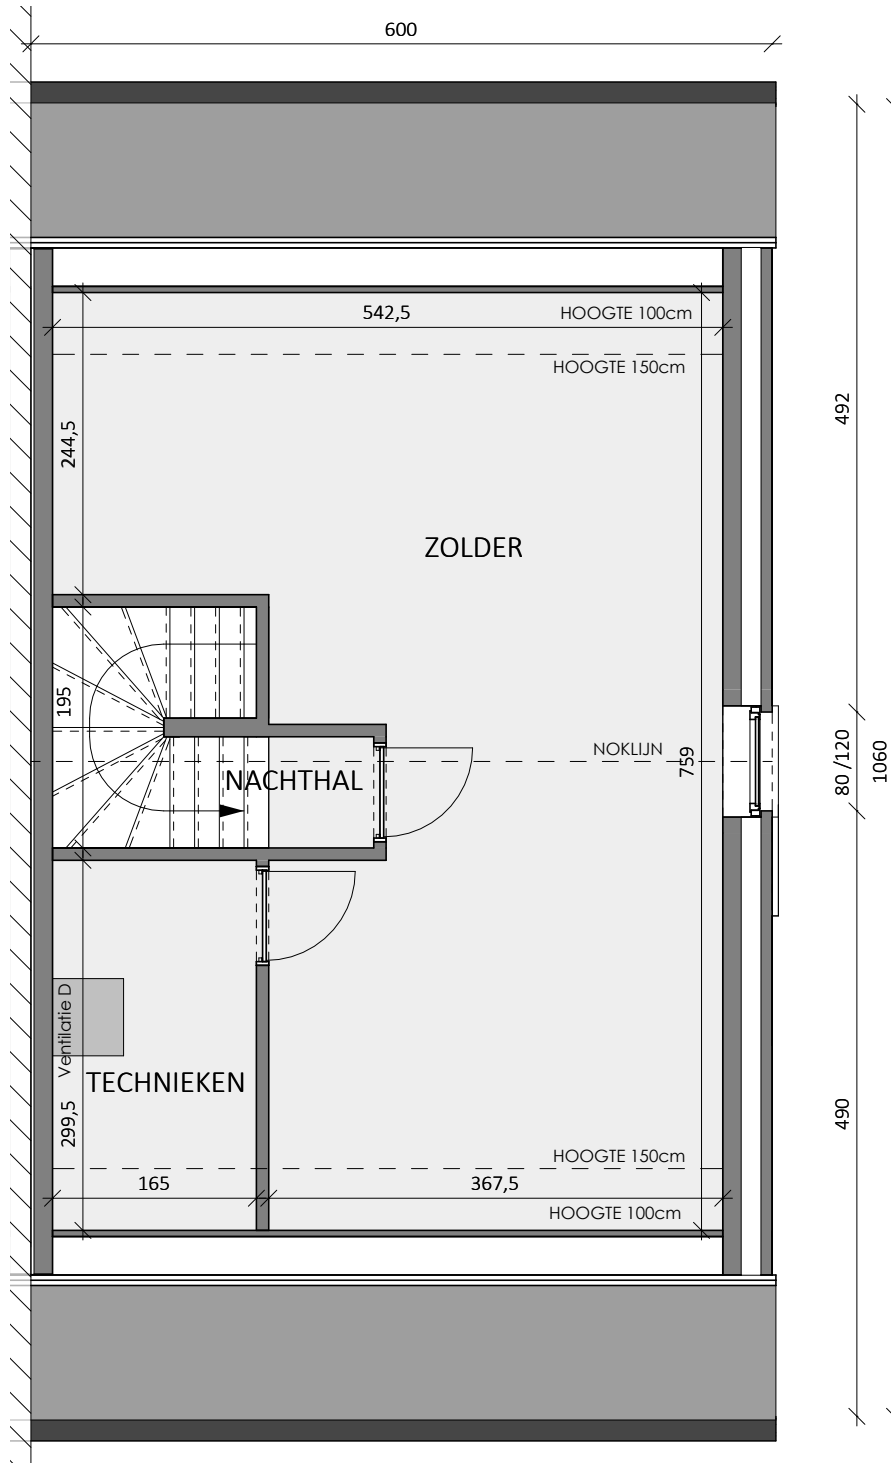 600
542,5
HOOGTE 100cm
HOOGTE 150cm
492
244,5
ZOLDER
195
NOKLIJN
759
80 /120
1060
NACHTHAL
Ventilatie D
TECHNIEKEN
299,5
490
HOOGTE 150cm
165
367,5
HOOGTE 100cm